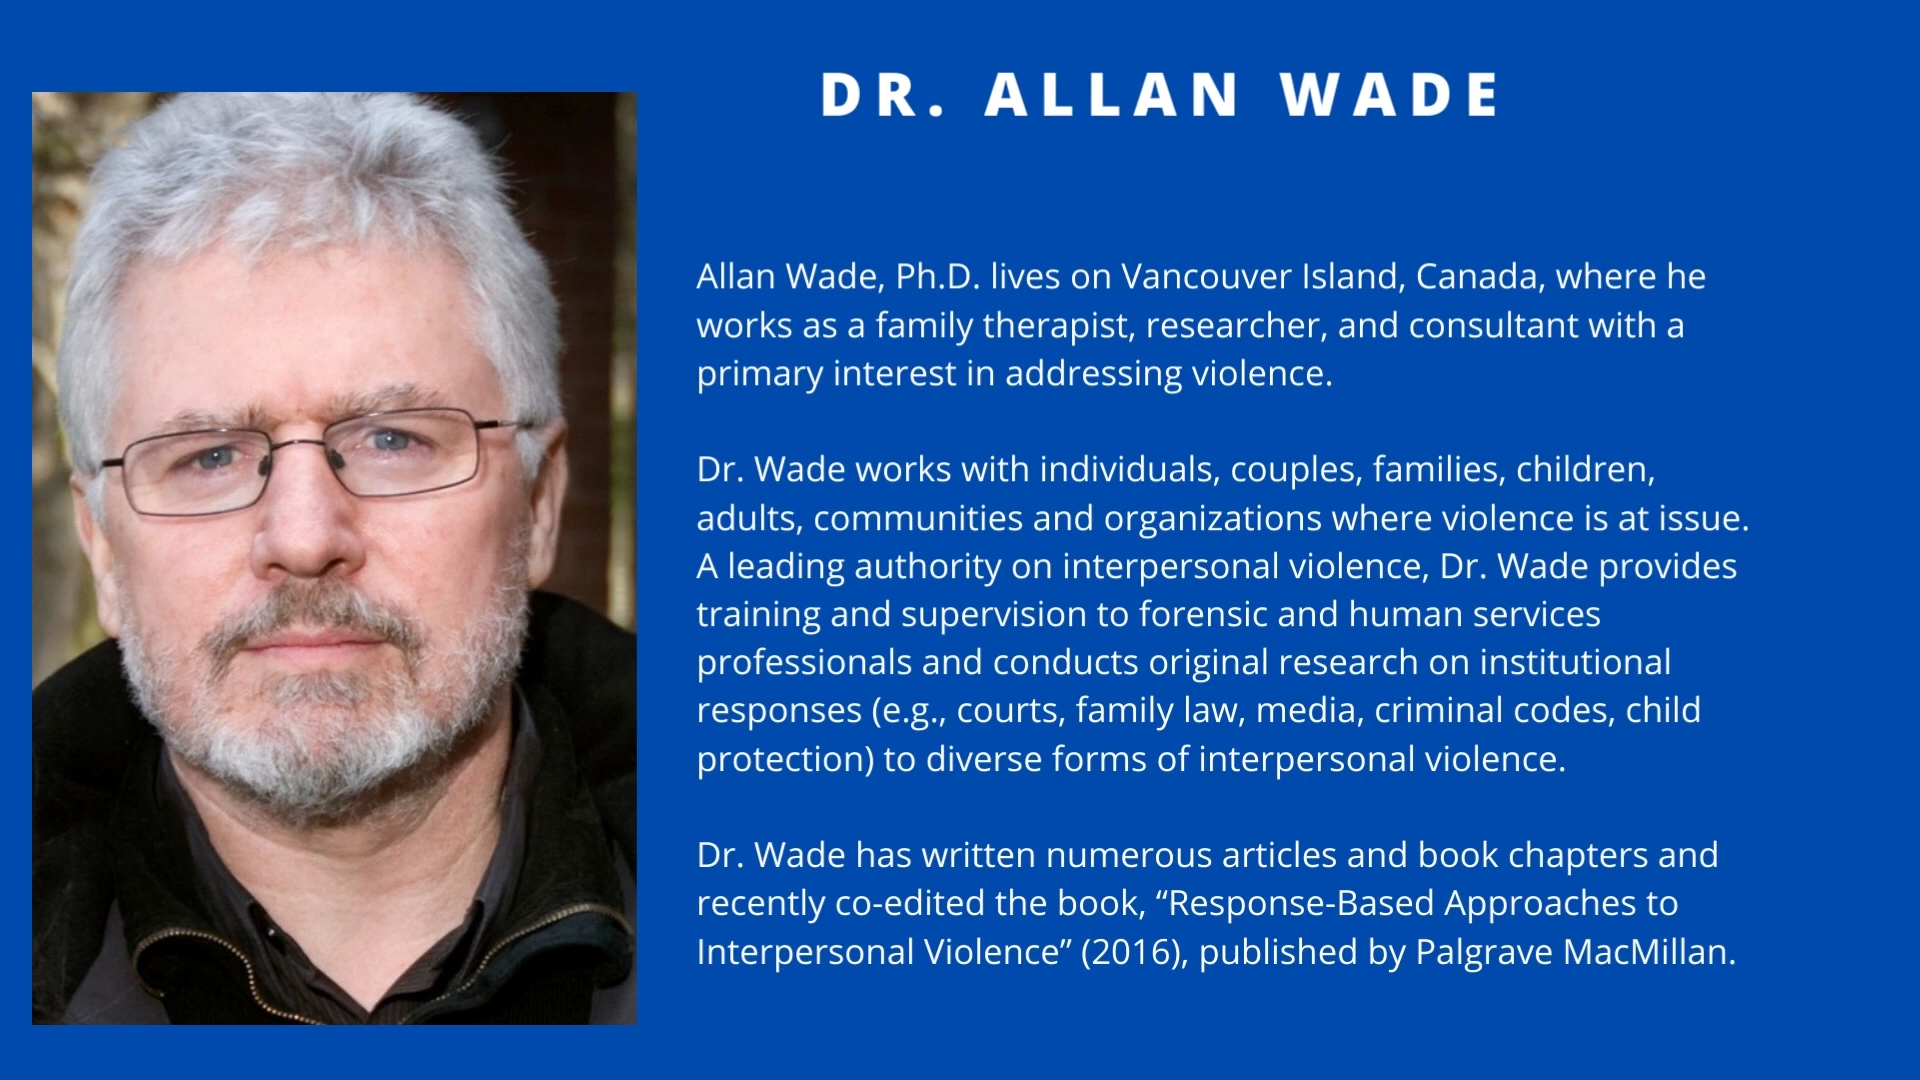 DR. ALLAN WADE
Allan Wade, Ph.D. lives on Vancouver Island, Canada, where he
works as a family therapist, researcher, and consultant with a
primary interest in addressing violence.
Dr. Wade works with individuals, couples, families, children,
adults, communities and organizations where violence is at issue.
A leading authority on interpersonal violence, Dr. Wade provides
training and supervision to forensic and human services
professionals and conducts original research on institutional
responses (e.g., courts, family law, media, criminal codes, child
protection) to diverse forms of interpersonal violence.
Dr. Wade has written numerous articles and book chapters and
recently co-edited the book, “Response-Based Approaches to
Interpersonal Violence” (2016), published by Palgrave MacMillan.